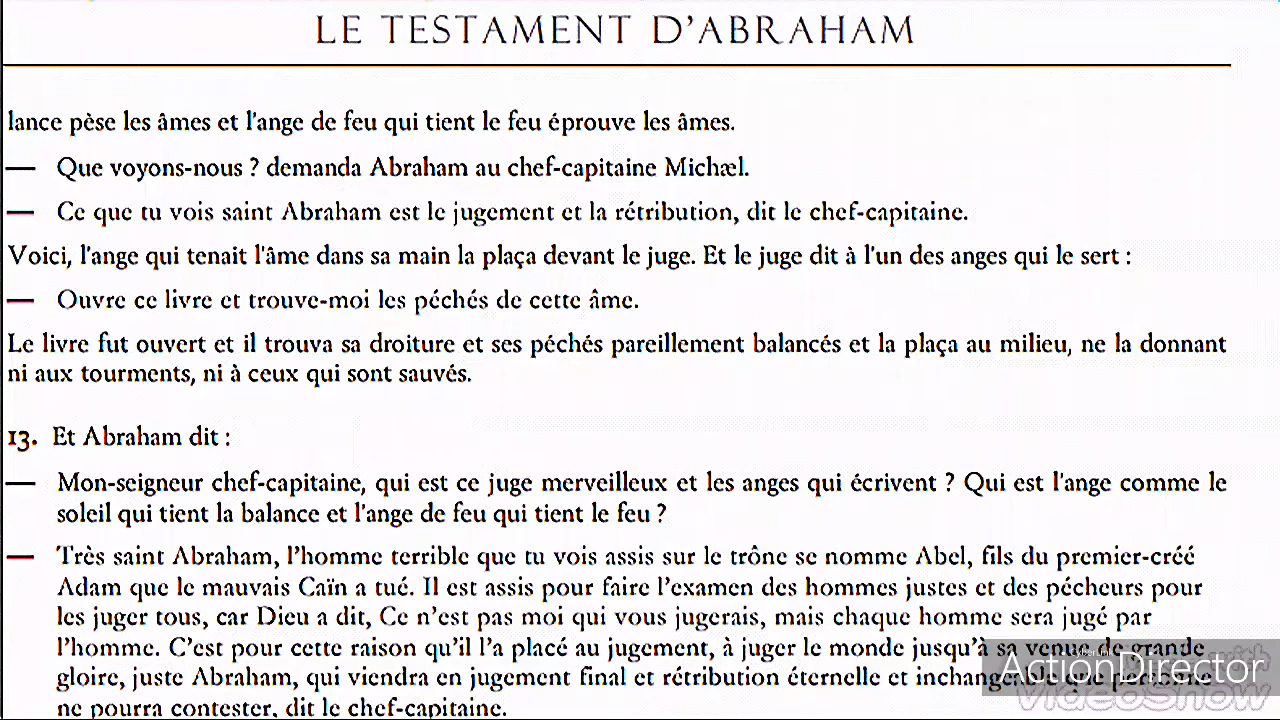 LE TESTAMENT D'ABRAHAM
lance pèse les âmes et l'ange de feu qui tient le feu éprouve les âmes.
— Que voyons-nous ? demanda Abraham au chef-capitaine Michæl.
— Ce que tu vois saint Abraham est le jugement et la rétribution, dit le chef-capitaine.
Voici, l'ange qui tenait l'âme dans sa main la plaça devant le juge. Et le juge dit à l'un des anges qui le sert :
— Ouvre ce livre et trouve-moi les péchés de cette âme.
Le livre fut ouvert et il trouva sa droiture et ses péchés pareillement balancés et la plaça au milieu, ne la donnant
ni aux tourments, ni à ceux qui sont sauvés.
13. Et Abraham dit :
— Mon-seigneur chef-capitaine, qui est ce juge merveilleux et les anges qui écrivent ? Qui est l'ange comme le
soleil qui tient la balance et l'ange de feu qui tient le feu ?
— Très saint Abraham, l'homme terrible que tu vois assis sur le trône se nomme Abel, fils du premier-créé
Adam que le mauvais Caïn a tué. Il est assis pour faire l'examen des hommes justes et des pécheurs pour
les juger tous, car Dieu a dit, Ce n'est pas moi qui vous jugerais, mais chaque homme sera jugé par
l'homme. C'est pour cette raison qu'il l'a placé au jugement, à juger le monde jusqu'à sa venue de grande
gloire, juste Abraham, qui viendra en jugement final et rétribution éternelle et inchangeable que personne
ne pourra contester, dit le chef-capitaine.
ActionDirector
VideoShow